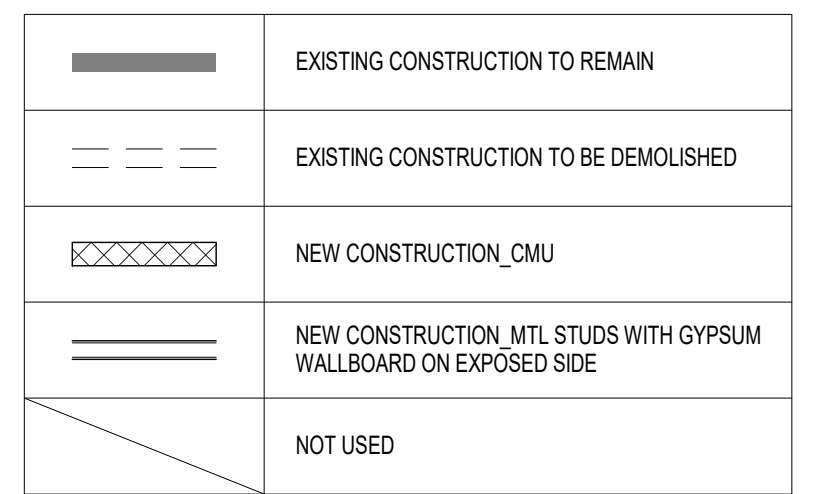 EXISTING CONSTRUCTION TO REMAIN
EXISTING CONSTRUCTION TO BE DEMOLISHED
NEW CONSTRUCTION_CMU
NEW CONSTRUCTION_MTL STUDS WITH GYPSUM
WALLBOARD ON EXPOSED SIDE
NOT USED